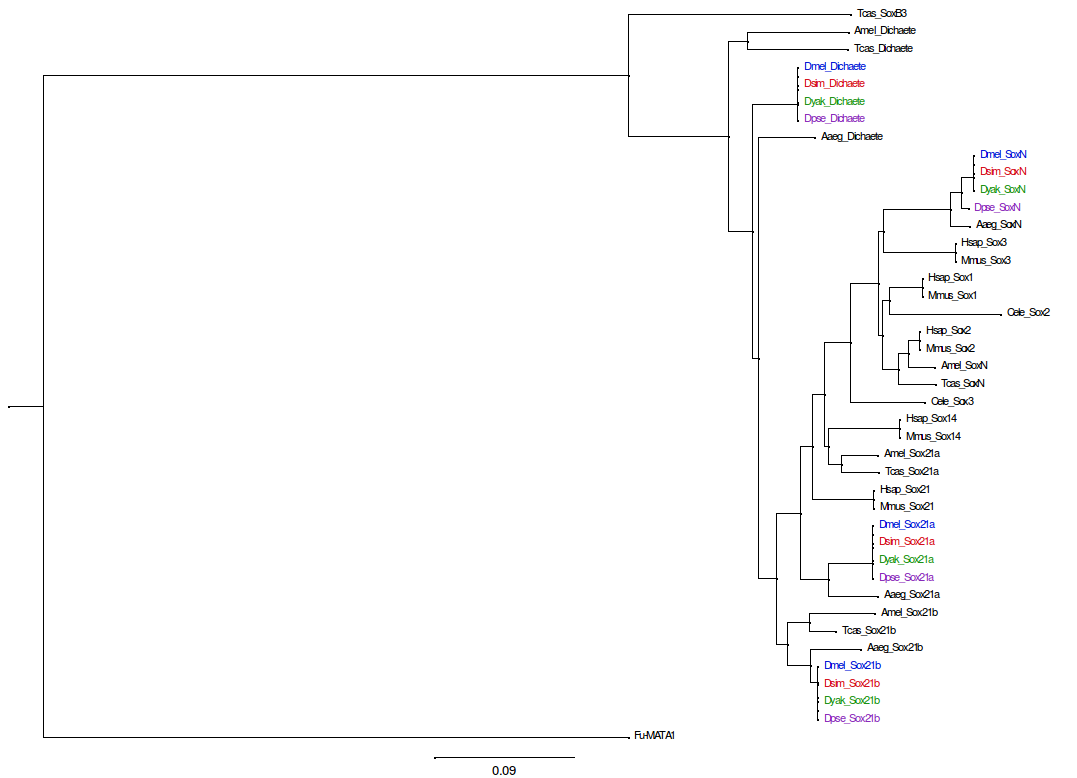 Tcas_SoxB3
Amel_Dichaete
Tcas_Dichaete
Dmel_Dichaete
Dsim_Dichaete
Dyak_Dichaete
Dpse_Dichaete
Aaeg_Dichaete
Dmel_SoxN
Dsim_SoxN
Dyak_SoxN
Dpse_SoxN
Aaeg_SoxN
Hsap_Sox3
Mmus_Sox3
Hsap_Sox1
Mmus_Sox1
Cele_Sox2
Hsap_Sox2
Mmus_Sox2
Amel_SoxN
Tcas_SoxN
Cele_Sox3
Hsap_Sox14
Mmus_Sox14
Amel_Sox21a
Tcas_Sox21a
Hsap_Sox21
Mmus_Sox21
Dmel_Sox21a
Dsim_Sox21a
Dyak_Sox21a
Dpse_Sox21a
Aaeg_Sox21a
Amel_Sox21b
Tcas_Sox21b
Aaeg_Sox21b
Dmel_Sox21b
Dsim_Sox21b
Dyak_Sox21b
Dpse_Sox21b
Fu-MATA1
0.09